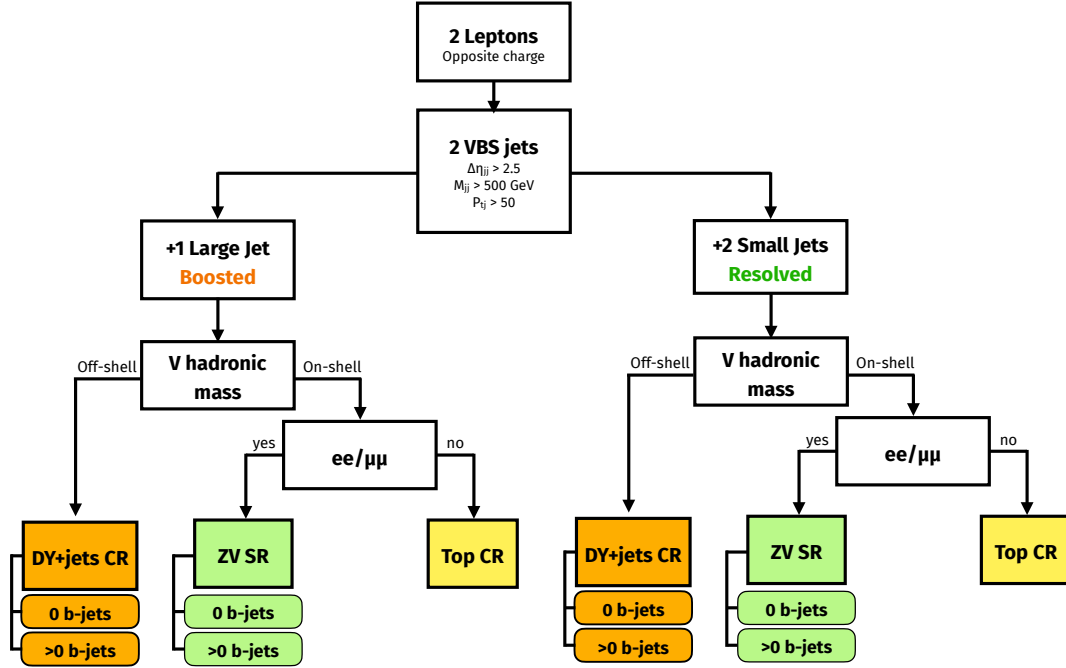 2 Leptons
Opposite charge
2 VBS jets
Δηjj > 2.5
Mjj > 500 GeV
Ptj > 50
+1 Large Jet
Boosted
+2 Small Jets
Resolved
Off-shell
V hadronic
mass
On-shell
Off-shell
V hadronic
mass
On-shell
yes
ee/μμ
no
yes
ee/μμ
no
DY+jets CR
ZV SR
Top CR
DY+jets CR
ZV SR
Top CR
0 b-jets
0 b-jets
0 b-jets
0 b-jets
>0 b-jets
>0 b-jets
>0 b-jets
>0 b-jets